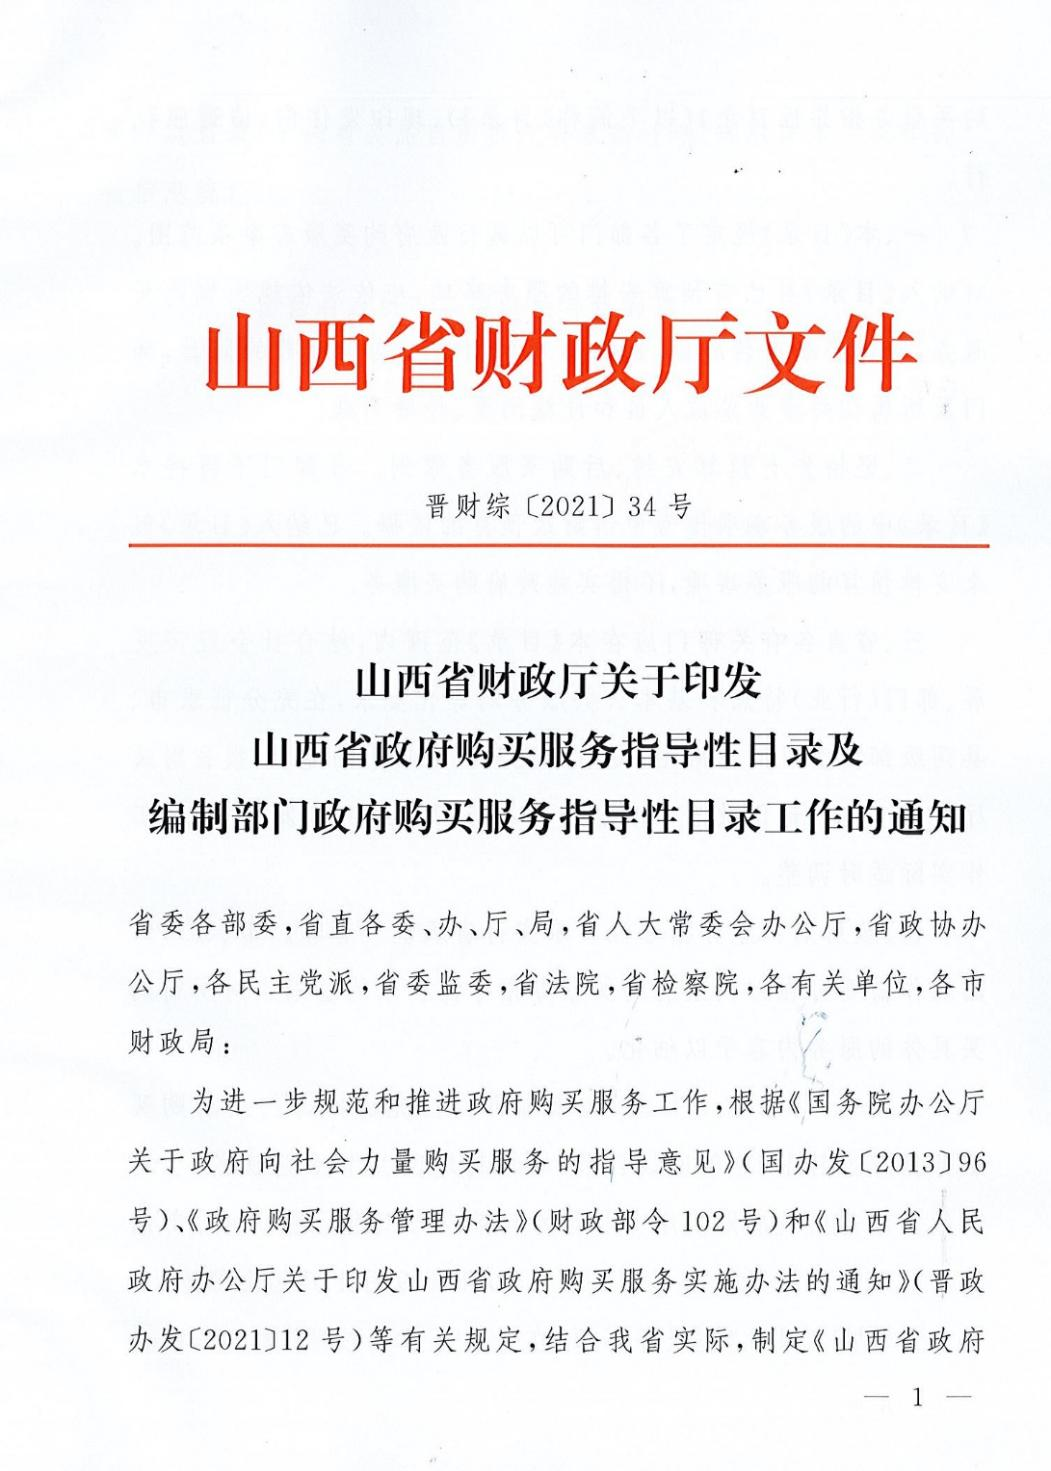 山西省财政厅文件
晋财综〔2021〕34 号
山西省财政厅关于印发
山西省政府购买服务指导性目录及
编制部门政府购买服务指导性目录工作的通知
省委各部委,省直各委、办、厅、局,省人大常委会办公厅,省政协办
公厅,各民主党派,省委监委,省法院,省检察院,各有关单位,各市
财政局:
为进一步规范和推进政府购买服务工作,根据《国务院办公厅
关于政府向社会力量购买服务的指导意见》(国办发〔2013〕96
号)、《政府购买服务管理办法》(财政部令 102 号)和《山西省人民
政府办公厅关于印发山西省政府购买服务实施办法的通知》(晋政
办发〔2021〕12 号)等有关规定,结合我省实际,制定《山西省政府
— 1 —